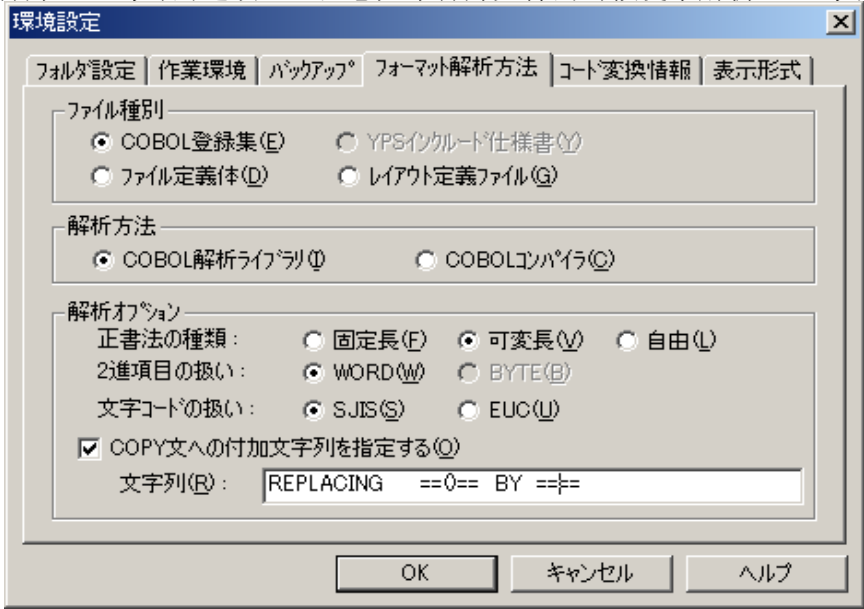 環境設定
フォルダ設定 作業環境 バックアップ フォーマット解析方法 コード変換情報 表示形式
ファイル種別
COBOL登録集(E) YPSインクルード仕様書(Y)
ファイル定義体(D) レイアウト定義ファイル(G)
解析方法
COBOL解析ライブラリ(I) COBOLコンパイラ(C)
解析オプション
正書法の種類: 固定長(F) 可変長(V) 自由(L)
2進項目の扱い: WORD(W) BYTE(B)
文字コードの扱い: SJIS(S) EUC(U)
COPY文への付加文字列を指定する(O)
文字列(R): REPLACING ==()== BY ====
OK キャンセル ヘルプ